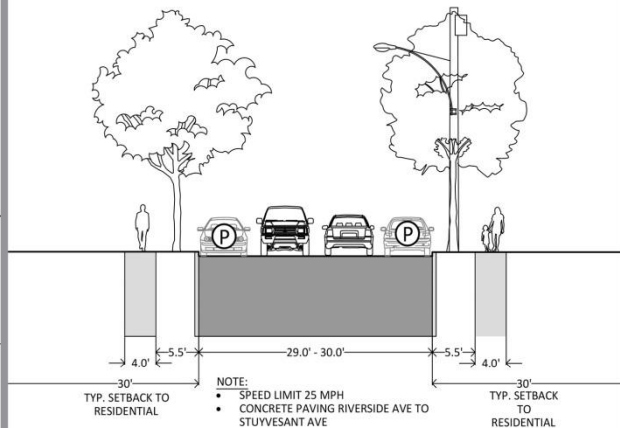 P
P
5.5'
29.0' - 30.0'
5.5'
4.0'
4.0'
30'
30'
TYP. SETBACK TO
RESIDENTIAL
NOTE:
• SPEED LIMIT 25 MPH
• CONCRETE PAVING RIVERSIDE AVE TO
STUYVESANT AVE
TYP. SETBACK
TO
RESIDENTIAL